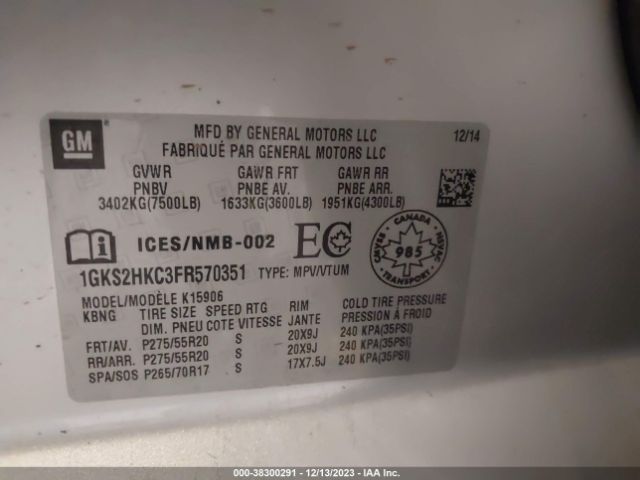 GM
MFD BY GENERAL MOTORS LLC 12/14
FABRIQUÉ PAR GENERAL MOTORS LLC
GVWR GAWR FRT GAWR RR
PNBV PNBE AV. PNBE ARR.
3402KG(7500LB) 1633KG(3600LB) 1951KG(4300LB)
i ICES/NMB-002 EC
CANADA
985
NSVAC
CMVSS
1GKS2HKC3FR570351 TYPE: MPV/VTUM
MODEL/MODÈLE K15906
KBNG TIRE SIZE SPEED RTG RIM COLD TIRE PRESSURE
DIM. PNEU COTE VITESSE JANTE PRESSION À FROID
FRT/AV. P275/55R20 S 20X9J 240 KPA(35PSI)
RR/ARR. P275/55R20 S 20X9J 240 KPA(35PSI)
SPA/SOS P265/70R17 S 17X7.5J 240 KPA(35PSI)
000-38300291 - 12/13/2023 - IAA Inc.